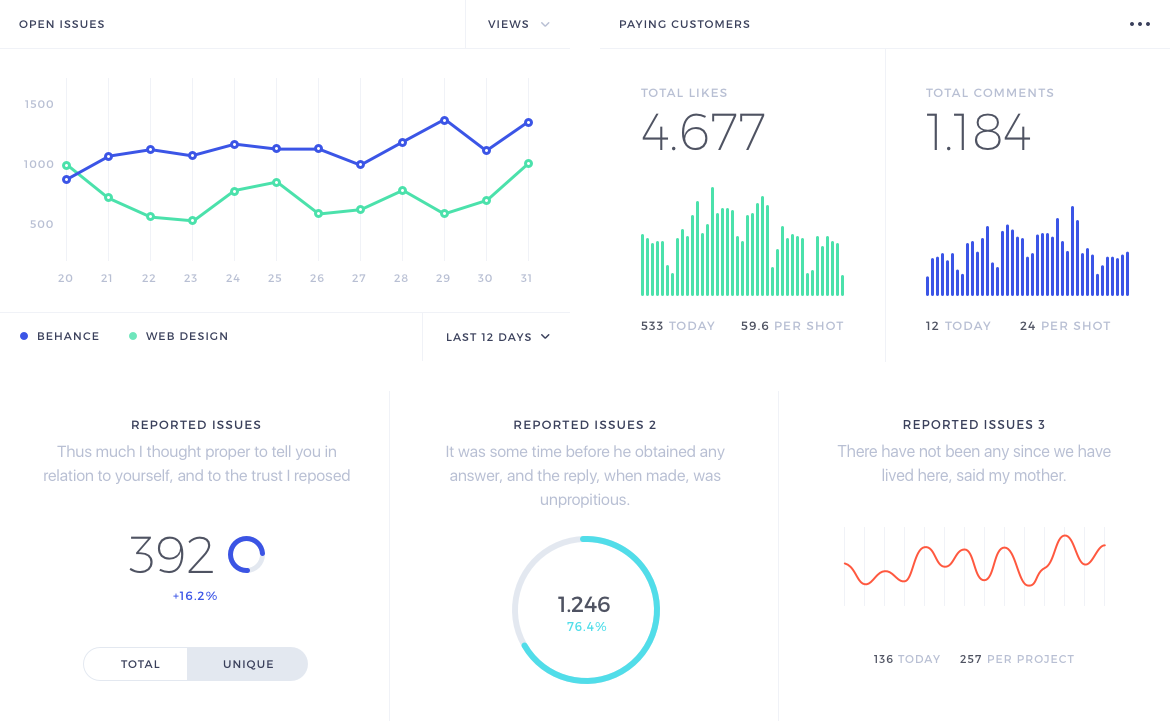 OPEN ISSUES
VIEWS
1500
1000
500
20 21 22 23 24 25 26 27 28 29 30 31
BEHANCE
WEB DESIGN
LAST 12 DAYS
PAYING CUSTOMERS
TOTAL LIKES
4.677
533 TODAY
59.6 PER SHOT
TOTAL COMMENTS
1.184
12 TODAY
24 PER SHOT
REPORTED ISSUES
Thus much I thought proper to tell you in
relation to yourself, and to the trust I reposed
392
+16.2%
TOTAL
UNIQUE
REPORTED ISSUES 2
It was some time before he obtained any
answer, and the reply, when made, was
unpropitious.
1.246
76.4%
REPORTED ISSUES 3
There have not been any since we have
lived here, said my mother.
136 TODAY
257 PER PROJECT